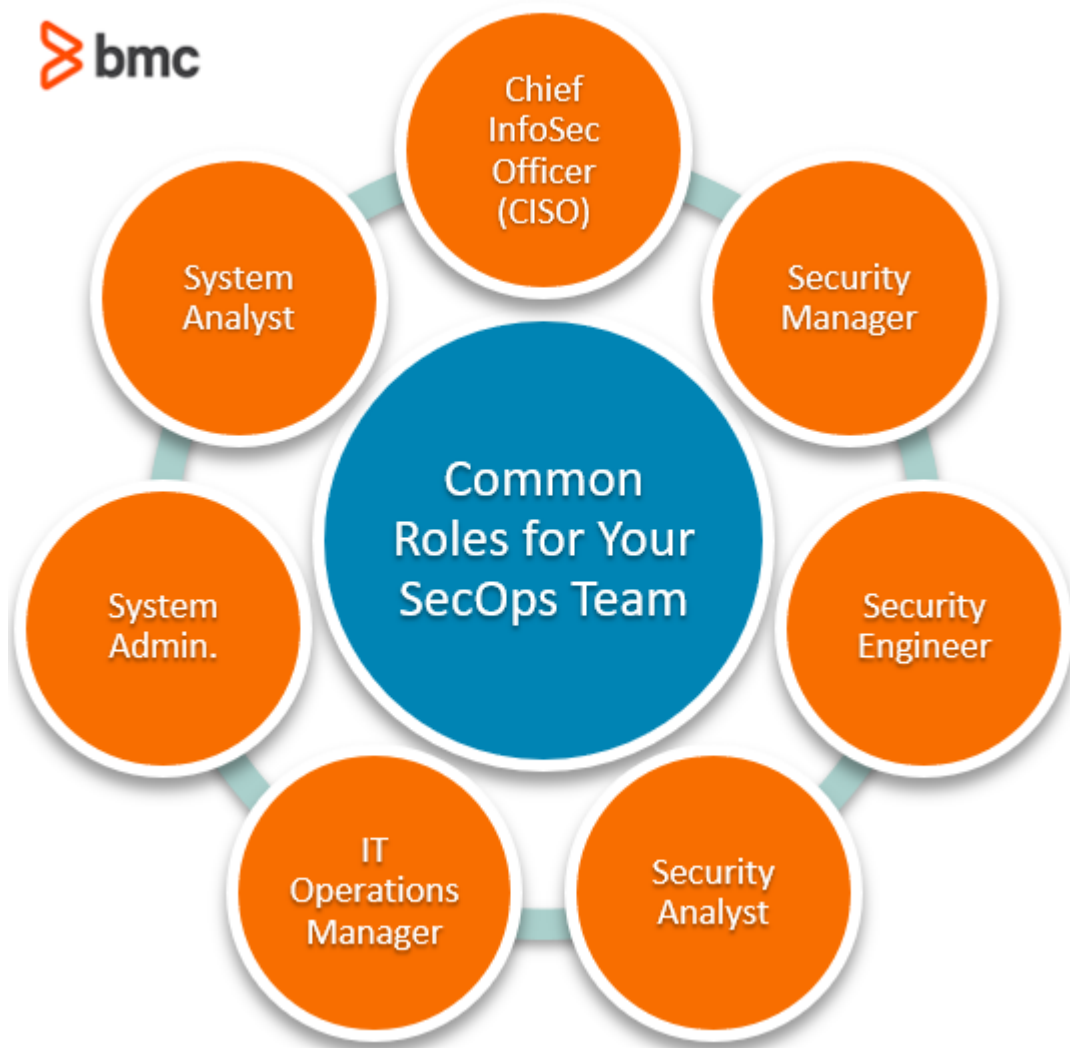 bmc
Chief
InfoSec
Officer
(CISO)
System
Analyst
Security
Manager
Common
Roles for Your
SecOps Team
System
Admin.
Security
Engineer
IT
Operations
Manager
Security
Analyst